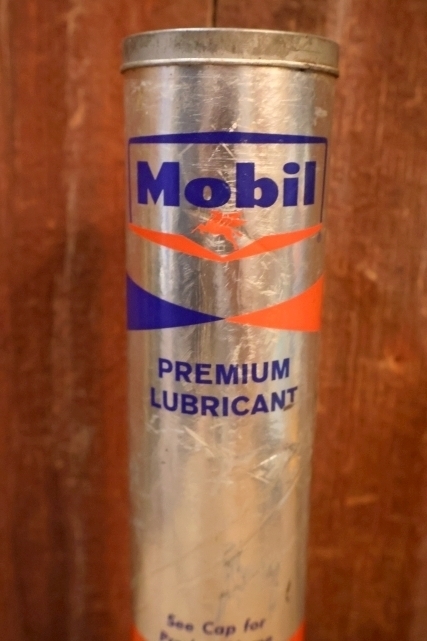 Mobil
PREMIUM
LUBRICANT
See Cap for